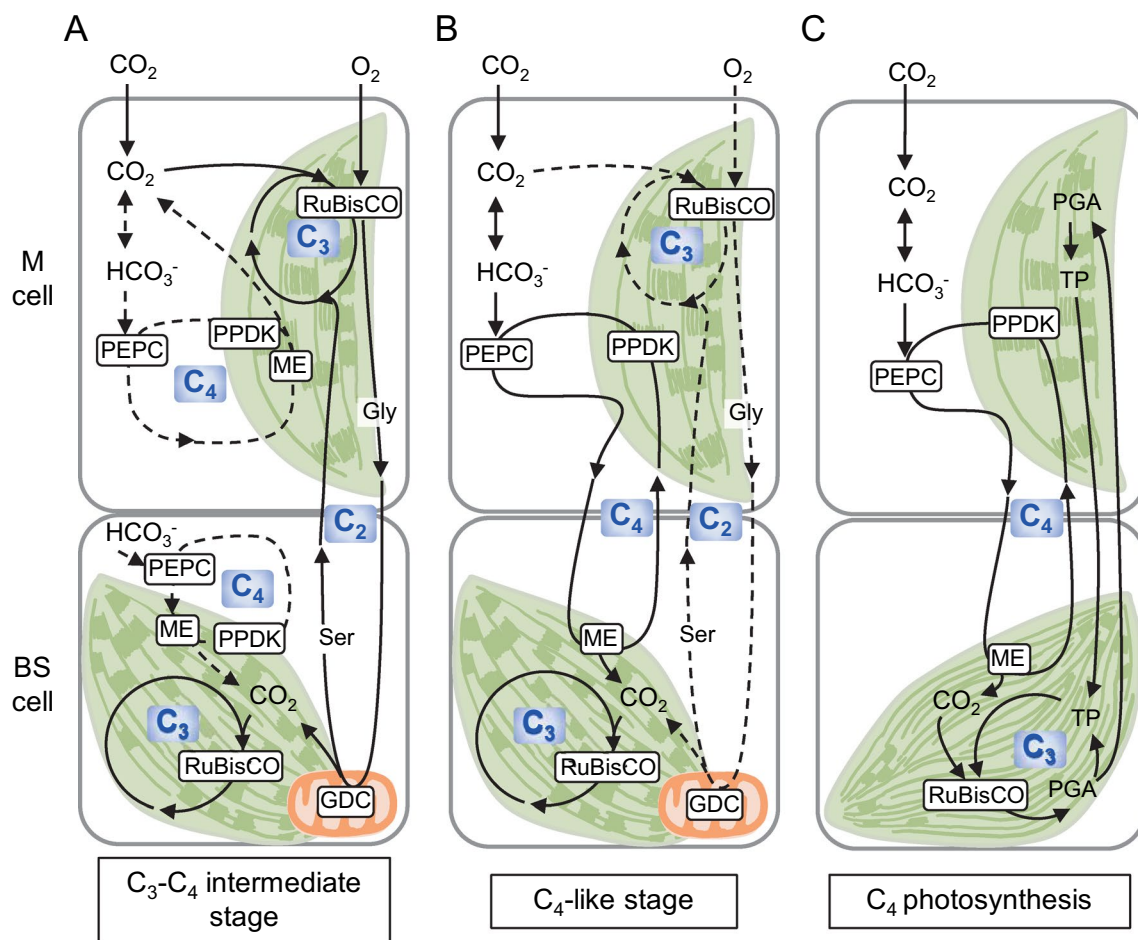 A
CO₂
O₂
CO₂
RuBisCO
C₃
HCO₃⁻
PPDK
PEPC
ME
C₄
Gly
M
cell
C₂
HCO₃⁻
PEPC
C₄
ME
PPDK
Ser
CO₂
C₃
RuBisCO
GDC
BS
cell
C₃-C₄ intermediate
stage
B
CO₂
O₂
CO₂
RuBisCO
C₃
HCO₃⁻
PEPC
PPDK
Gly
C₄
C₂
ME
Ser
CO₂
C₃
RuBisCO
GDC
C₄-like stage
C
CO₂
CO₂
PGA
HCO₃⁻
TP
PPDK
PEPC
C₄
ME
CO₂
TP
C₃
RuBisCO
PGA
C₄ photosynthesis